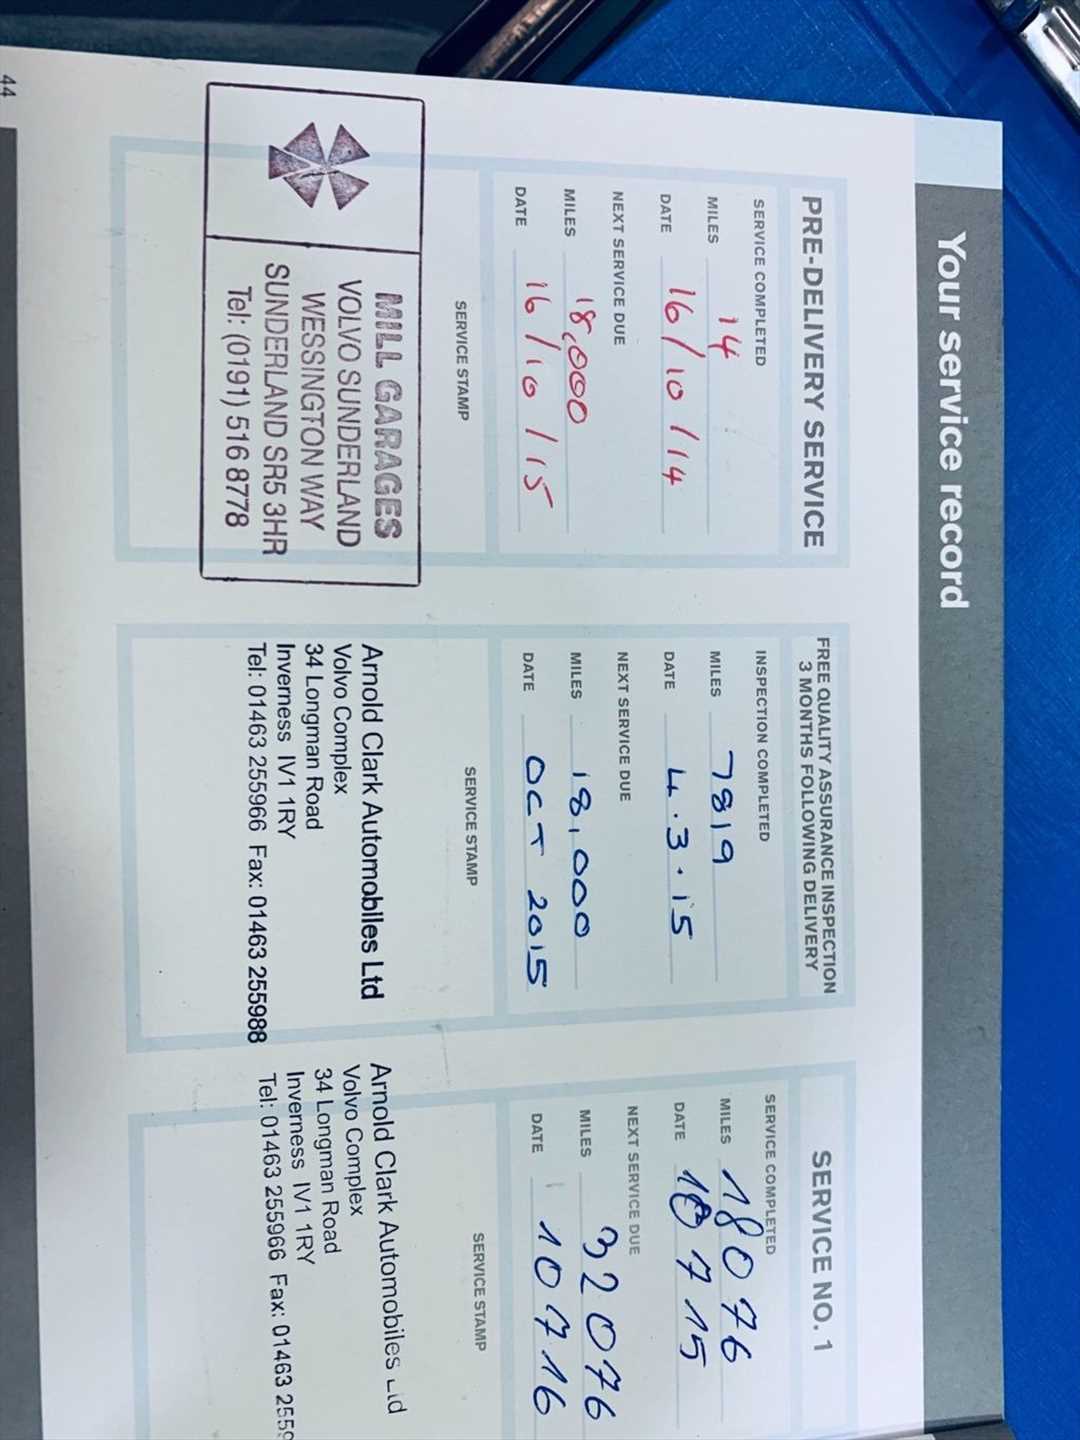 Your service record
PRE-DELIVERY SERVICE
SERVICE COMPLETED
MILES 14
DATE 16/10/14
NEXT SERVICE DUE
MILES 18,000
DATE 16/10/15
SERVICE STAMP
MILL GARAGES
VOLVO SUNDERLAND
WESSINGTON WAY
SUNDERLAND SR5 3HR
Tel: (0191) 516 8778
FREE QUALITY ASSURANCE INSPECTION
3 MONTHS FOLLOWING DELIVERY
INSPECTION COMPLETED
MILES 7819
DATE 4.3.15
NEXT SERVICE DUE
MILES 18,000
DATE OCT 2015
SERVICE STAMP
Arnold Clark Automobiles Ltd
Volvo Complex
34 Longman Road
Inverness IV1 1RY
Tel: 01463 255966 Fax: 01463 255988
SERVICE NO. 1
SERVICE COMPLETED
MILES 18076
DATE 10 7 15
NEXT SERVICE DUE
MILES 32076
DATE 10 7 16
SERVICE STAMP
Arnold Clark Automobiles Ltd
Volvo Complex
34 Longman Road
Inverness IV1 1RY
Tel: 01463 255966 Fax: 01463 2559
44